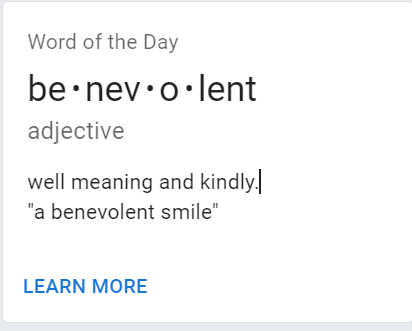 Word of the Day
be·nev·o·lent
adjective
well meaning and kindly.
"a benevolent smile"
LEARN MORE